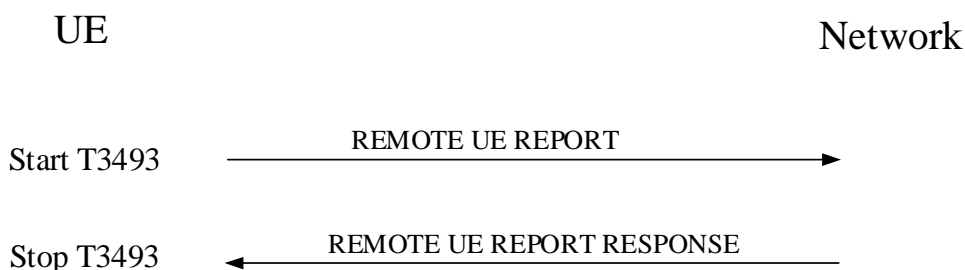 UE
Network
Start T3493
REMOTE UE REPORT
Stop T3493
REMOTE UE REPORT RESPONSE